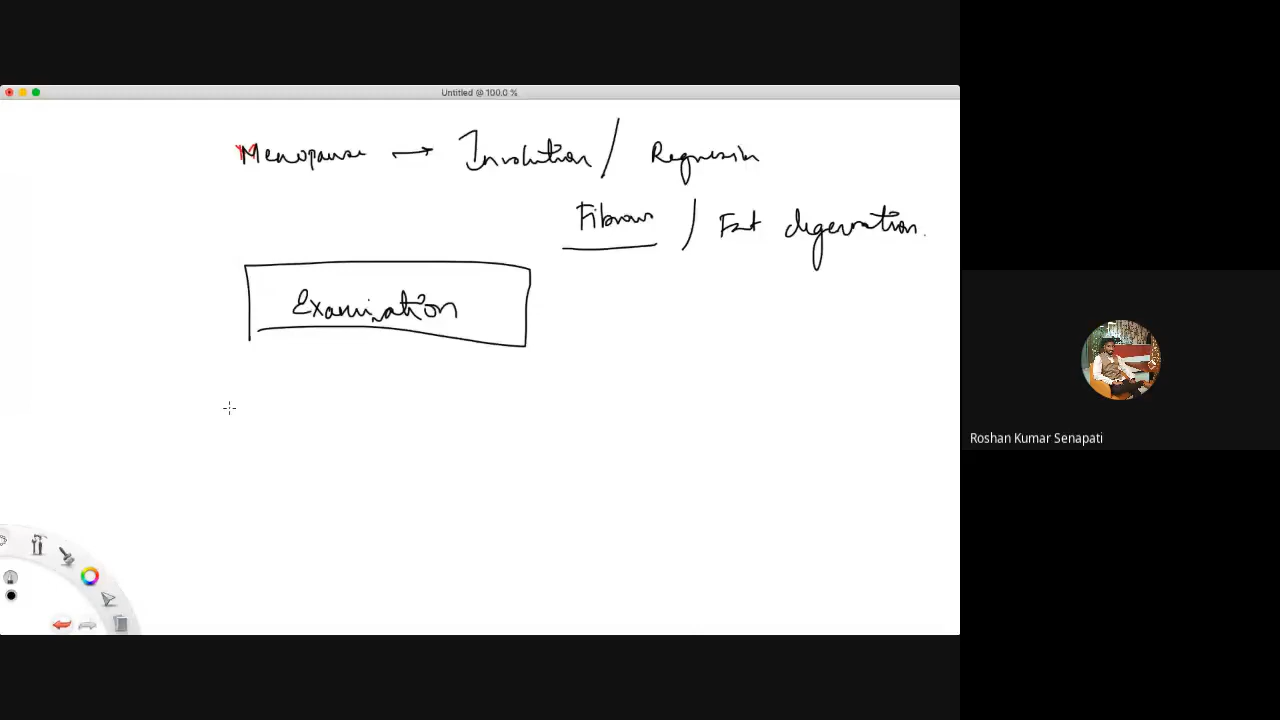 Untitled @ 100.0 %
Menopause → Involution / Regression
Fibrous / Fat degeneration.
Examination
Roshan Kumar Senapati